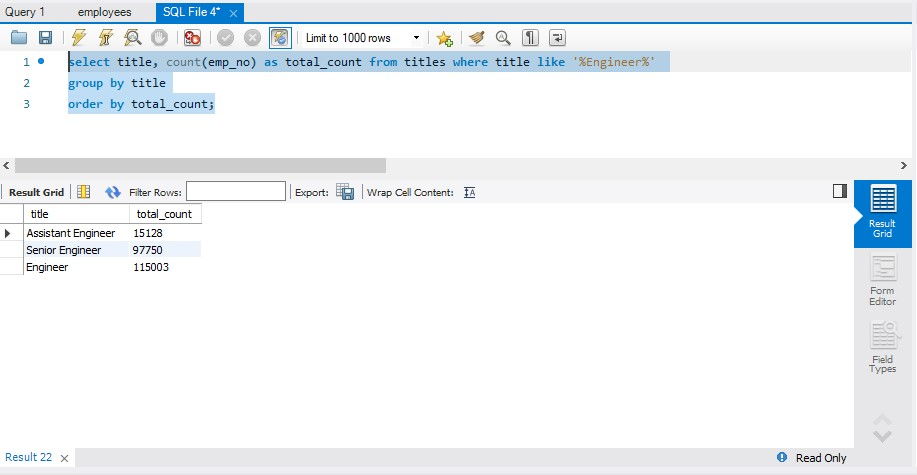 Query 1 employees SQL File 4*
Limit to 1000 rows
1 select title, count(emp_no) as total_count from titles where title like '%Engineer%'
2 group by title
3 order by total_count;
Result Grid Filter Rows: Export: Wrap Cell Content:
title total_count
Assistant Engineer 15128
Senior Engineer 97750
Engineer 115003
Result
Grid
Form
Editor
Field
Types
Result 22 Read Only